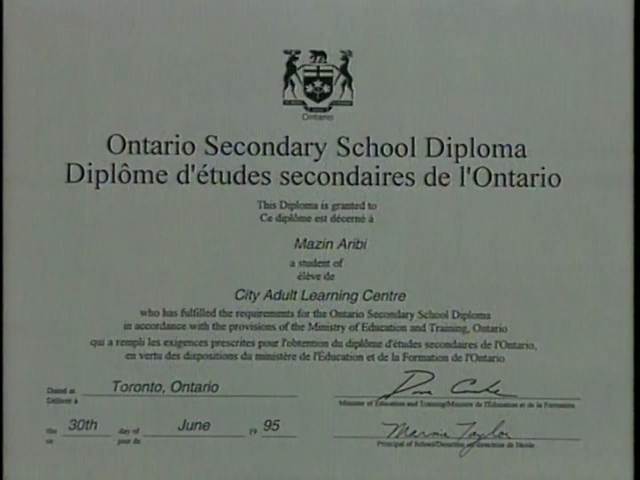 Ontario
Ontario Secondary School Diploma
Diplôme d'études secondaires de l'Ontario
This Diploma is granted to
Ce diplôme est décerné à
Mazin Aribi
a student of
élève de
City Adult Learning Centre
who has fulfilled the requirements for the Ontario Secondary School Diploma
in accordance with the provisions of the Ministry of Education and Training, Ontario
qui a rempli les exigences prescrites pour l'obtention du diplôme d'études secondaires de l'Ontario,
en vertu des dispositions du ministère de l'Éducation et de la Formation de l'Ontario
Dated at Toronto, Ontario
Délivré à
Minister of Education and Training/Ministre de l'Éducation et de la Formation
the 30th day of June 19 95
ce jour de
Marnie Taylor
Principal of School/Directrice ou directeur de l'école